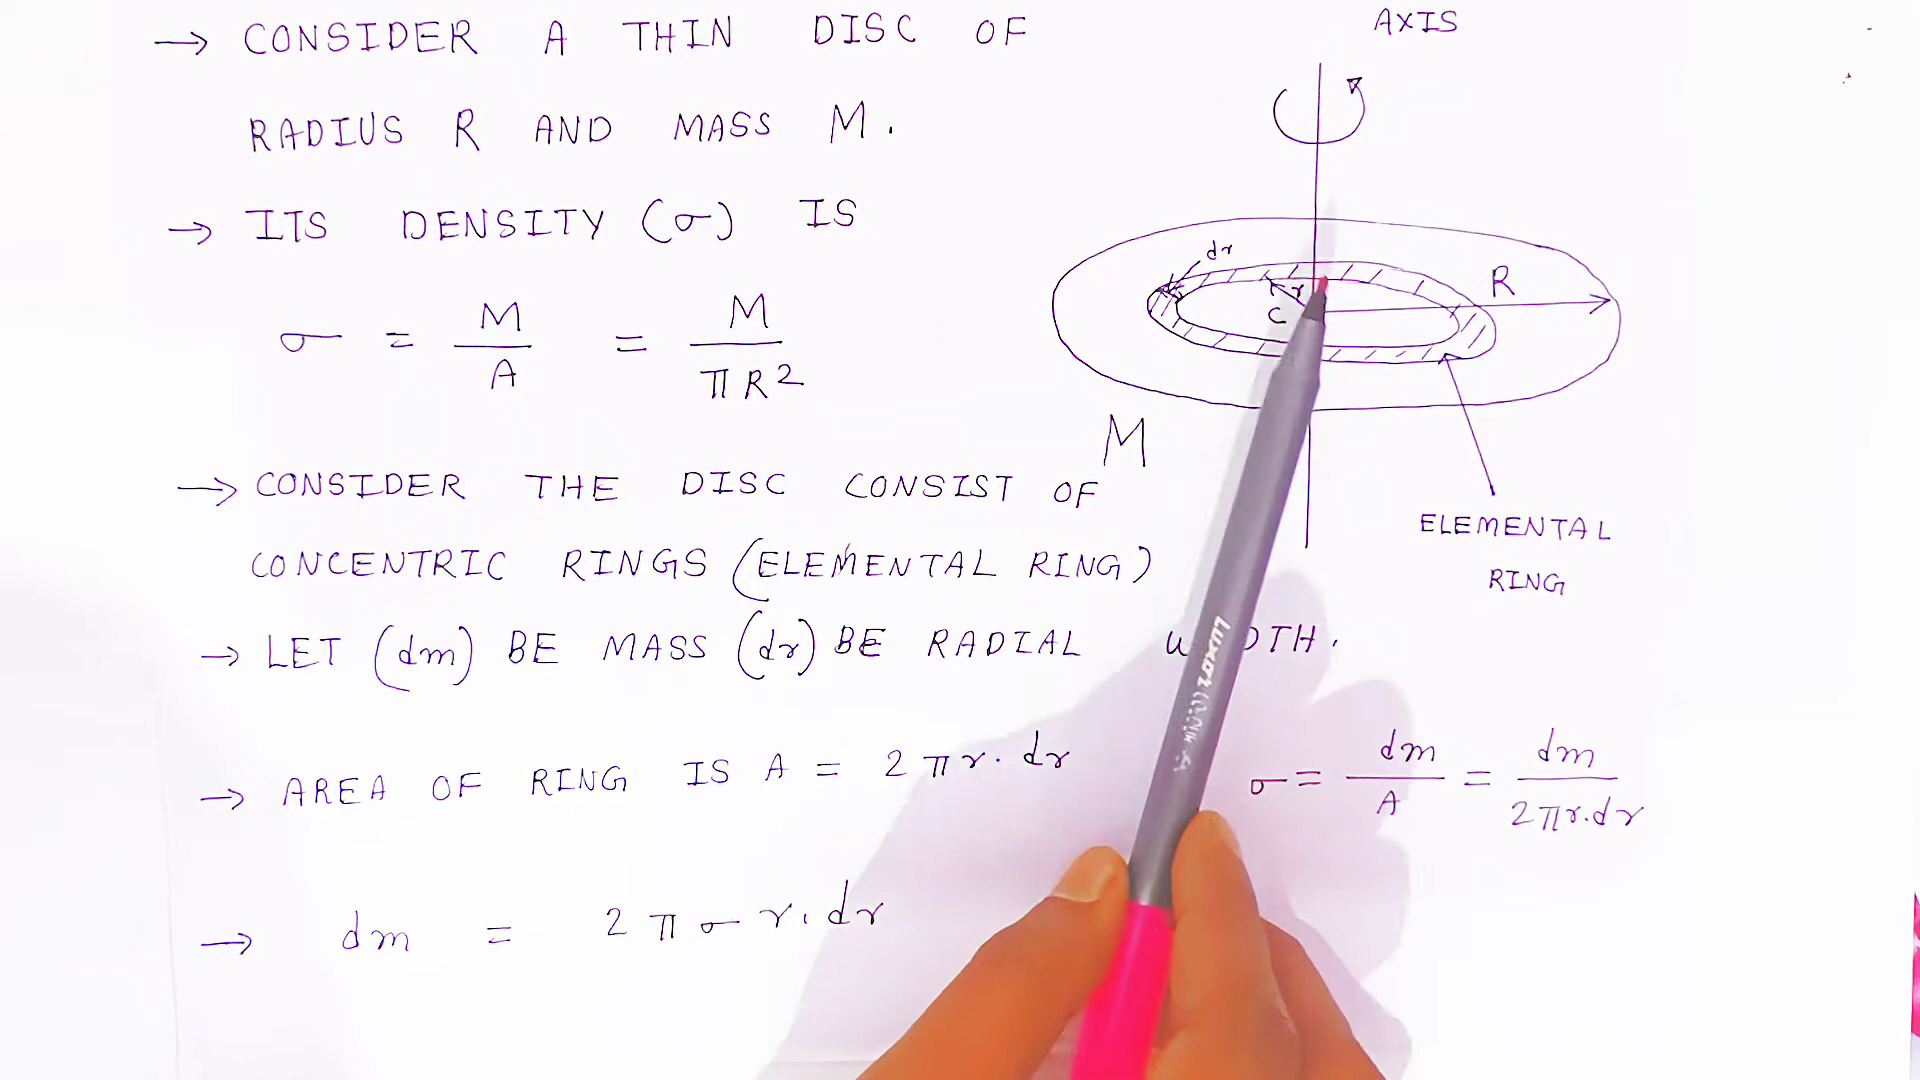 → CONSIDER A THIN DISC OF
RADIUS R AND MASS M.
→ ITS DENSITY (σ) IS
σ = M/A = M/πR²
→ CONSIDER THE DISC CONSIST OF
CONCENTRIC RINGS (ELEMENTAL RING)
→ LET (dm) BE MASS (dr) BE RADIAL
→ AREA OF RING IS A = 2πr.dr
σ = dm/A = dm/2πr.dr
→ dm = 2πσr.dr
AXIS
dr
r
C
R
M
ELEMENTAL
RING
Luxor